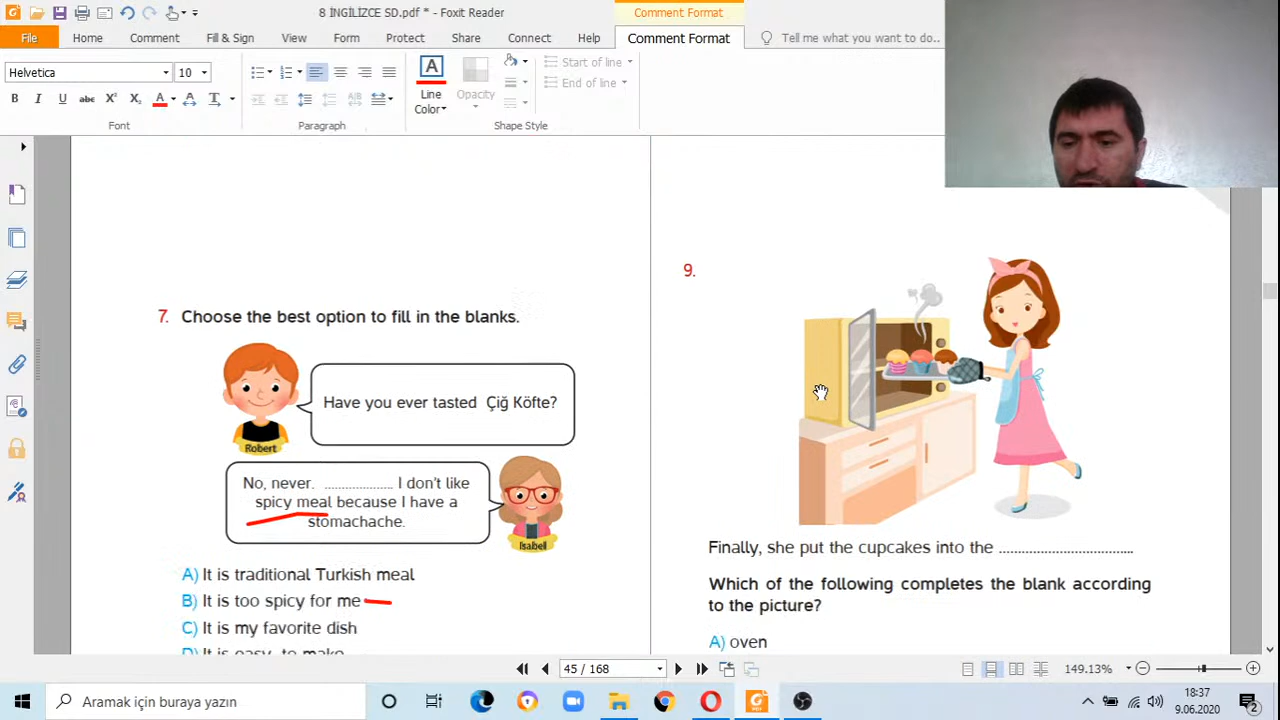 8 İNGİLİZCE SD.pdf * - Foxit Reader
Comment Format
File
Home
Comment
Fill & Sign
View
Form
Protect
Share
Connect
Help
Comment Format
Tell me what you want to do..
Helvetica
10
Line
Color
Opacity
Start of line
End of line
Font
Paragraph
Shape Style
7. Choose the best option to fill in the blanks.
Have you ever tasted Çiğ Köfte?
Robert
No, never. ..................... I don't like
spicy meal because I have a
stomachache.
Isabell
A) It is traditional Turkish meal
B) It is too spicy for me
C) It is my favorite dish
D) It is easy to make
9.
Finally, she put the cupcakes into the ..................................
Which of the following completes the blank according
to the picture?
A) oven
45 / 168
149.13%
Aramak için buraya yazın
18:37
9.06.2020
2